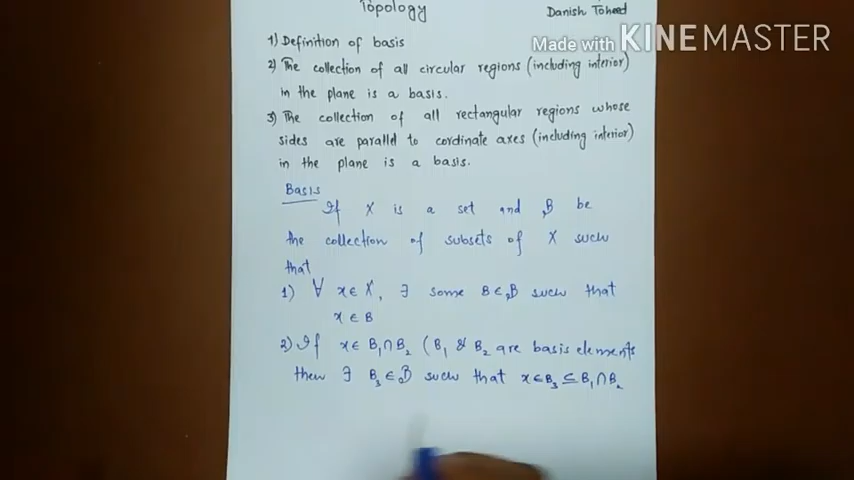 Topology
Danish Toheed
Made with KINEMASTER
1) Definition of basis
2) The collection of all circular regions (including interior)
in the plane is a basis.
3) The collection of all rectangular regions whose
sides are paralld to cordinate axes (including interior)
in the plane is a basis.
Basis
If X is a set and B be
the collection of subsets of X such
that
1) ∀ x ∈ X, ∃ some B ∈ B such that
x ∈ B
2) If x ∈ B₁ ∩ B₂ (B₁ & B₂ are basis elements
then ∃ B₃ ∈ B such that x ∈ B₃ ⊆ B₁ ∩ B₂